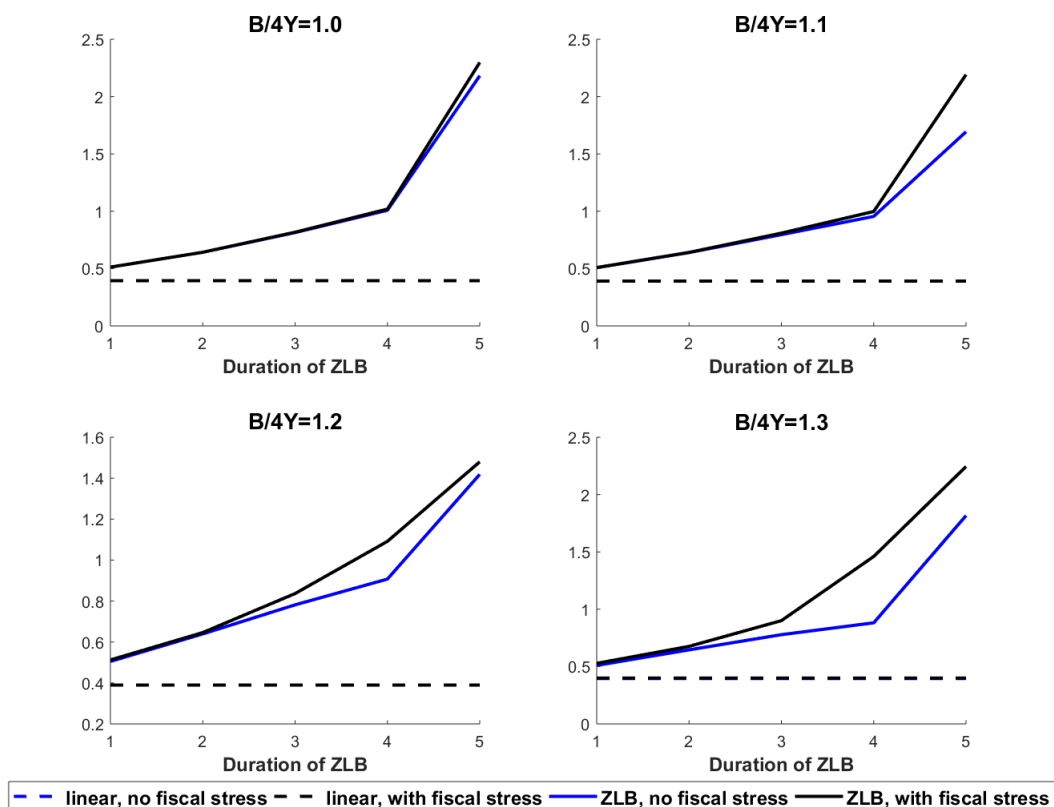 B/4Y=1.0
2.5
2
1.5
1
0.5
0
1 2 3 4 5
Duration of ZLB
B/4Y=1.1
2.5
2
1.5
1
0.5
0
1 2 3 4 5
Duration of ZLB
B/4Y=1.2
1.6
1.4
1.2
1
0.8
0.6
0.4
0.2
1 2 3 4 5
Duration of ZLB
B/4Y=1.3
2.5
2
1.5
1
0.5
0
1 2 3 4 5
Duration of ZLB
linear, no fiscal stress linear, with fiscal stress ZLB, no fiscal stress ZLB, with fiscal stress